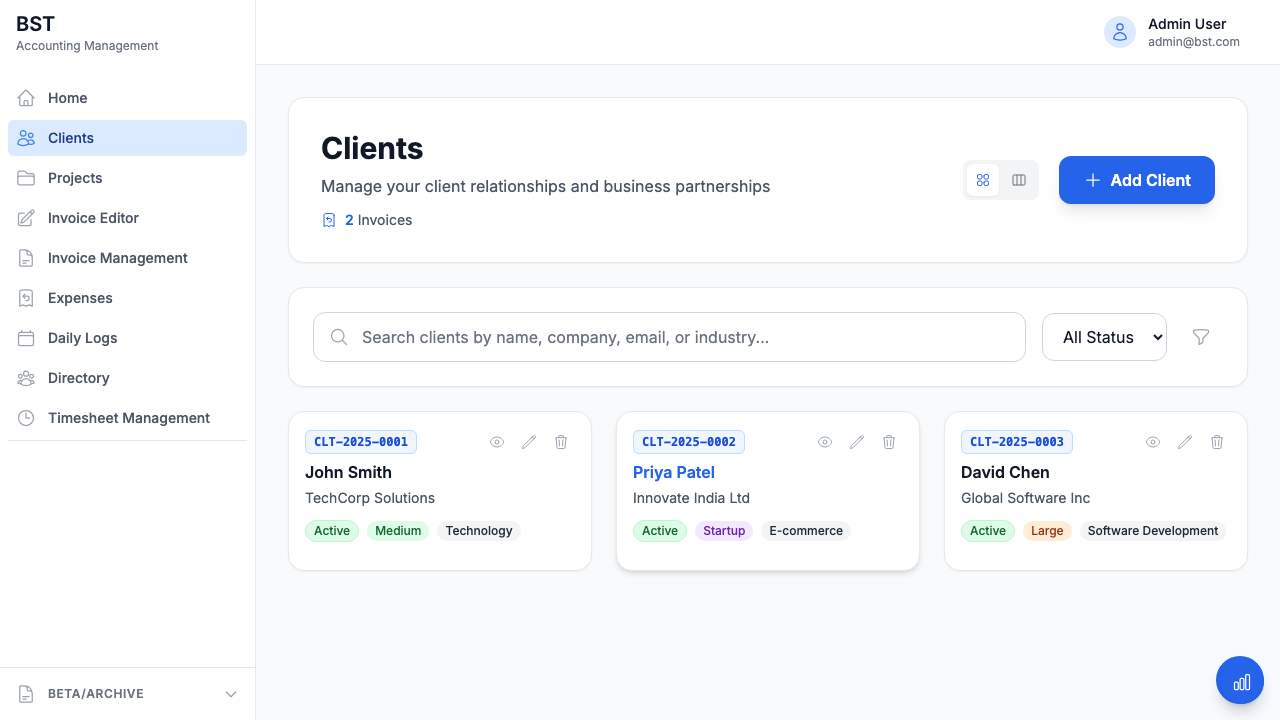 BST
Accounting Management
Home
Clients
Projects
Invoice Editor
Invoice Management
Expenses
Daily Logs
Directory
Timesheet Management
BETA/ARCHIVE
Admin User
admin@bst.com
Clients
Manage your client relationships and business partnerships
2 Invoices
Add Client
Search clients by name, company, email, or industry...
All Status
CLT-2025-0001
John Smith
TechCorp Solutions
Active Medium Technology
CLT-2025-0002
Priya Patel
Innovate India Ltd
Active Startup E-commerce
CLT-2025-0003
David Chen
Global Software Inc
Active Large Software Development